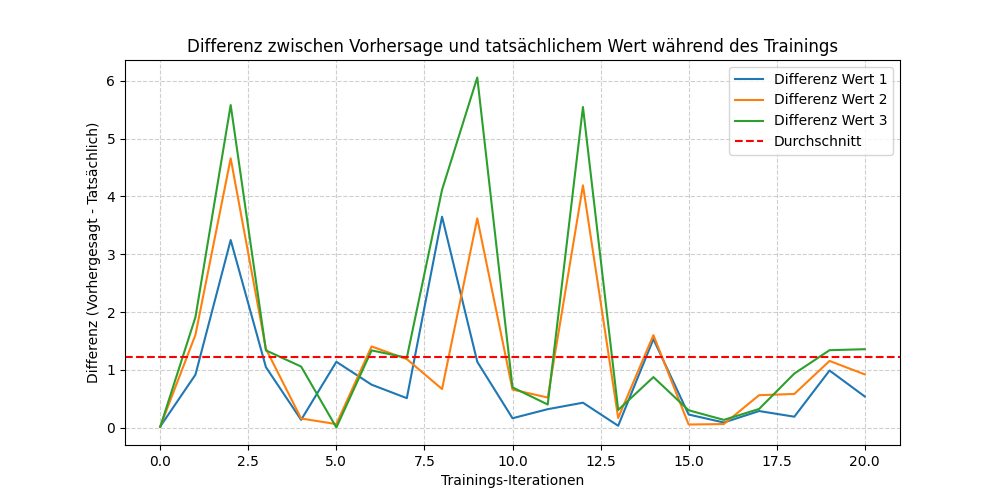 Differenz zwischen Vorhersage und tatsächlichem Wert während des Trainings
Differenz (Vorhergesagt - Tatsächlich)
6
5
4
3
2
1
0
Differenz Wert 1
Differenz Wert 2
Differenz Wert 3
Durchschnitt
0.0 2.5 5.0 7.5 10.0 12.5 15.0 17.5 20.0
Trainings-Iterationen